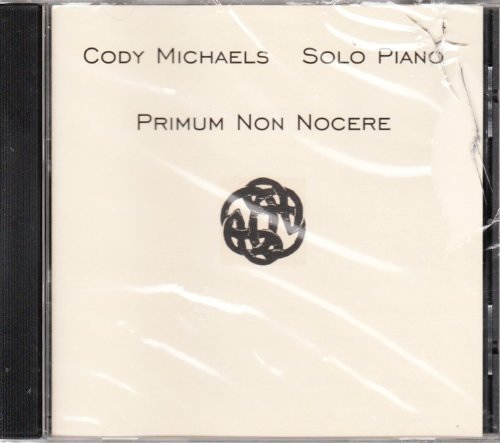 Cody Michaels Solo Piano
Primum Non Nocere